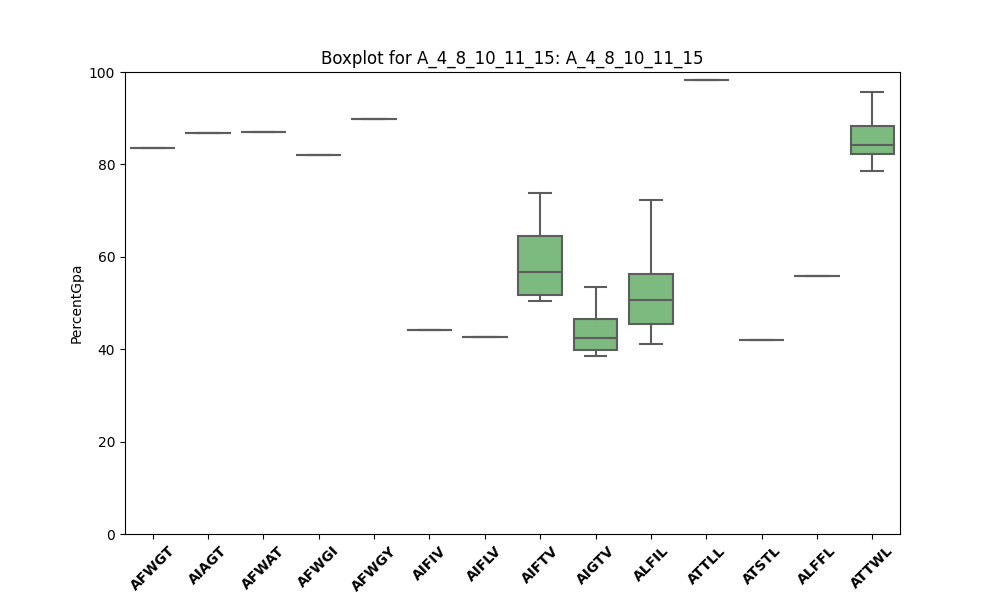 Boxplot for A_4_8_10_11_15: A_4_8_10_11_15
100
80
60
40
20
0
PercentGpa
AFWGT AIAGT AFWAT AFWGI AFWGY AIFIV AIFLV AIFTV AIGTV ALFIL ATTLL ATSTL ALFFL ATTWL